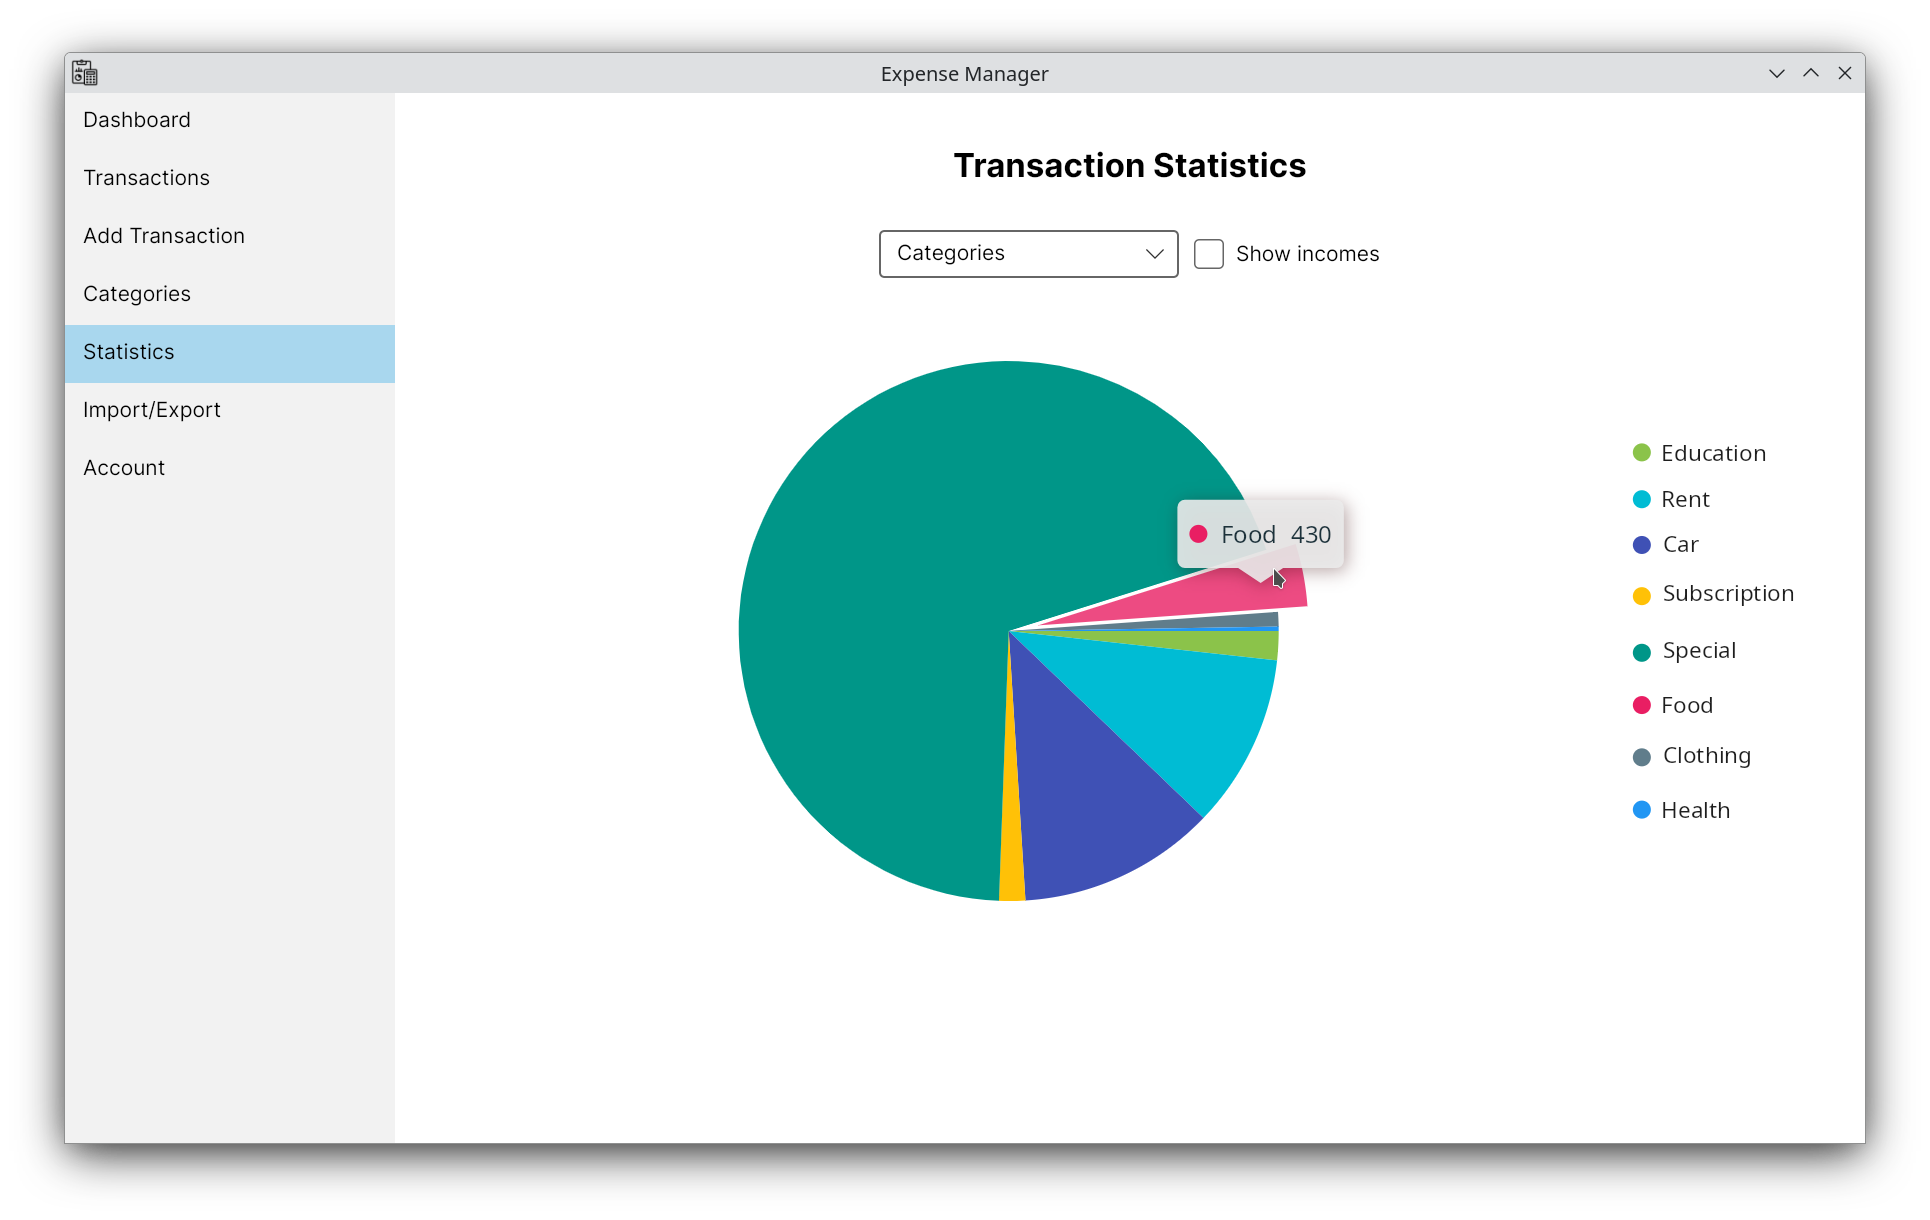 Expense Manager
Dashboard
Transactions
Add Transaction
Categories
Statistics
Import/Export
Account
Transaction Statistics
Categories
Show incomes
Food 430
Education
Rent
Car
Subscription
Special
Food
Clothing
Health